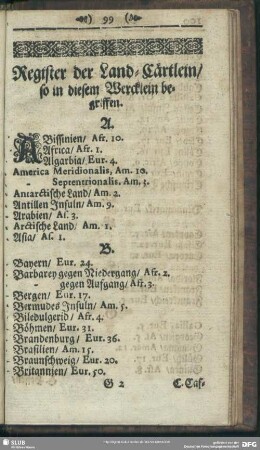 99
Register der Land-Cärtlein/
so in diesem Wercklein be-
griffen.
A.
ABissinien/ Afr. 10.
Africa/ Afr. 1.
Algarbia/ Eur. 4.
America Meridionalis, Am. 10.
- Septentrionalis, Am. 5.
- Antarctische Land/ Am. 2.
- Antillen Insuln/ Am. 9.
- Arabien/ As. 3.
- Arctische Land/ Am. 1.
- Asia/ As. 1.
B.
- Bayern/ Eur. 24.
- Barbarey gegen Niedergang/ Afr. 2.
- gegen Aufgang/ Afr. 3.
- Bergen/ Eur. 17.
- Bermudes Insuln/ Am. 5.
- Biledulgerid/ Afr. 4.
- Böhmen/ Eur. 31.
- Brandenburg/ Eur. 36.
- Brasilien/ Am. 15.
- Braunschweig/ Eur. 20.
- Britannien/ Eur. 50.
G 2 C. Cas-
SLUB
DFG